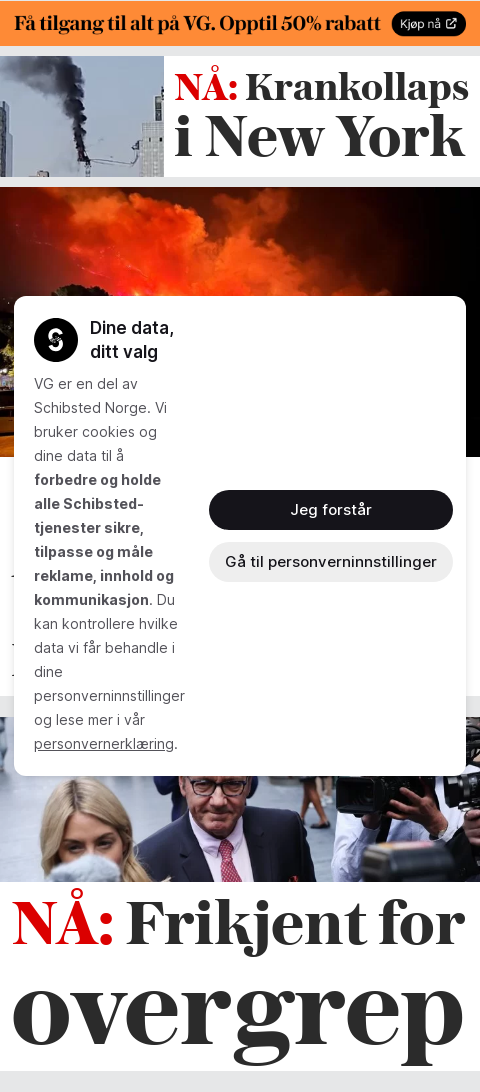 Få tilgang til alt på VG. Opptil 50% rabatt
Kjøp nå
NÅ: Krankollaps
i New York
Dine data,
ditt valg
VG er en del av
Schibsted Norge. Vi
bruker cookies og
dine data til å
forbedre og holde
alle Schibsted-
tjenester sikre,
tilpasse og måle
reklame, innhold og
kommunikasjon. Du
kan kontrollere hvilke
data vi får behandle i
dine
personverninnstillinger
og lese mer i vår
personvernerklæring.
Jeg forstår
Gå til personverninnstillinger
NÅ: Frikjent for
overgrep